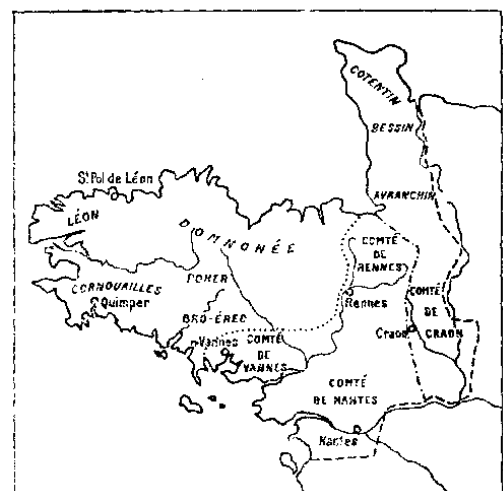 COTENTIN
BESSIN
St Pol de Léon
AVRANCHIN
LÉON
DOMNONÉE
COMTÉ
DE
RENNES
POHER
CORNOUAILLES
Quimper
Rennes
COMTÉ
DE
CRAON
BRO-ÉREC
Craon
Vannes
COMTÉ
DE
VANNES
COMTÉ
DE NANTES
Nantes